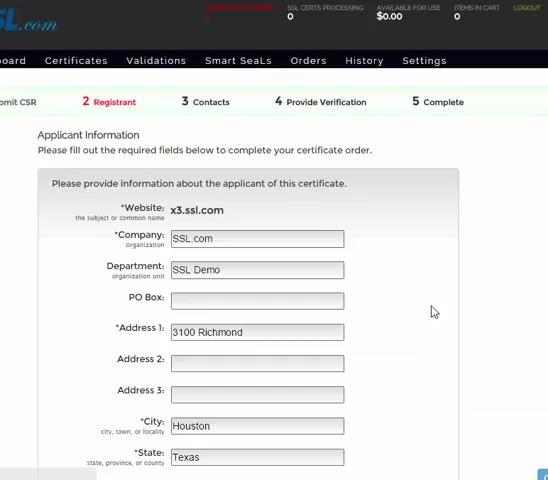 SSL.com
SSL CERTS PROCESSING AVAILABLE FOR USE ITEMS IN CART LOGOUT
0 $0.00 0
oard Certificates Validations Smart SeaLs Orders History Settings
mit CSR 2 Registrant 3 Contacts 4 Provide Verification 5 Complete
Applicant Information
Please fill out the required fields below to complete your certificate order.
Please provide information about the applicant of this certificate.
*Website: x3.ssl.com
the subject or common name
*Company: SSL.com
organization
Department: SSL Demo
organization unit
PO Box:
*Address 1: 3100 Richmond
Address 2:
Address 3:
*City: Houston
city, town, or locality
*State: Texas
state, province, or county